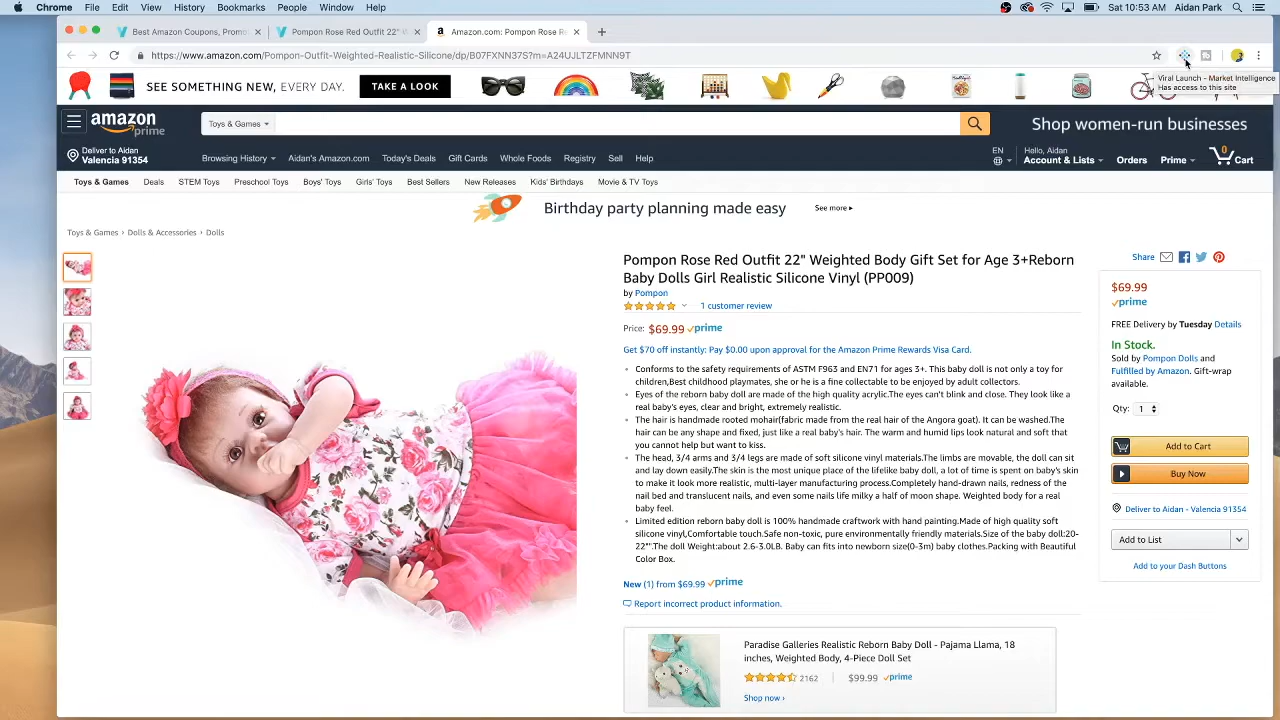 Chrome File Edit View History Bookmarks People Window Help
Sat 10:53 AM Aidan Park
Best Amazon Coupons, Promo
Pompon Rose Red Outfit 22" W
Amazon.com: Pompon Rose R
https://www.amazon.com/Pompon-Outfit-Weighted-Realistic-Silicone/dp/B07FXNN37S?m=A24UJLTZFMNN9T
Viral Launch - Market Intelligence
Has access to this site
SEE SOMETHING NEW, EVERY DAY.
TAKE A LOOK
amazon prime
Toys & Games
Shop women-run businesses
Deliver to Aidan
Valencia 91354
Browsing History Aidan's Amazon.com Today's Deals Gift Cards Whole Foods Registry Sell Help
EN
Hello, Aidan
Account & Lists Orders Prime 0 Cart
Toys & Games Deals STEM Toys Preschool Toys Boys' Toys Girls' Toys Best Sellers New Releases Kids' Birthdays Movie & TV Toys
Birthday party planning made easy See more
Toys & Games › Dolls & Accessories › Dolls
Pompon Rose Red Outfit 22" Weighted Body Gift Set for Age 3+Reborn
Baby Dolls Girl Realistic Silicone Vinyl (PP009)
by Pompon
1 customer review
Price: $69.99 prime
Get $70 off instantly: Pay $0.00 upon approval for the Amazon Prime Rewards Visa Card.
Conforms to the safety requirements of ASTM F963 and EN71 for ages 3+. This baby doll is not only a toy for
children,Best childhood playmates, she or he is a fine collectable to be enjoyed by adult collectors.
Eyes of the reborn baby doll are made of the high quality acrylic.The eyes can't blink and close. They look like a
real baby's eyes, clear and bright, extremely realistic.
The hair is handmade rooted mohair(fabric made from the real hair of the Angora goat). It can be washed.The
hair can be any shape and fixed, just like a real baby's hair. The warm and humid lips look natural and soft that
you cannot help but want to kiss.
The head, 3/4 arms and 3/4 legs are made of soft silicone vinyl materials.The limbs are movable, the doll can sit
and lay down easily.The skin is the most unique place of the lifelike baby doll, a lot of time is spent on baby's skin
to make it look more realistic, multi-layer manufacturing process.Completely hand-drawn nails, redness of the
nail bed and translucent nails, and even some nails life milky a half of moon shape. Weighted body for a real
baby feel.
Limited edition reborn baby doll is 100% handmade craftwork with hand painting.Made of high quality soft
silicone vinyl,Comfortable touch.Safe non-toxic, pure environmentally friendly materials.Size of the baby doll:20-
22"".The doll Weight:about 2.6-3.0LB. Baby can fits into newborn size(0-3m) baby clothes.Packing with Beautiful
Color Box.
New (1) from $69.99 prime
Report incorrect product information.
Paradise Galleries Realistic Reborn Baby Doll - Pajama Llama, 18
inches, Weighted Body, 4-Piece Doll Set
2162 $99.99 prime
Shop now ›
Share
$69.99
prime
FREE Delivery by Tuesday Details
In Stock.
Sold by Pompon Dolls and
Fulfilled by Amazon. Gift-wrap
available.
Qty: 1
Add to Cart
Buy Now
Deliver to Aidan - Valencia 91354
Add to List
Add to your Dash Buttons